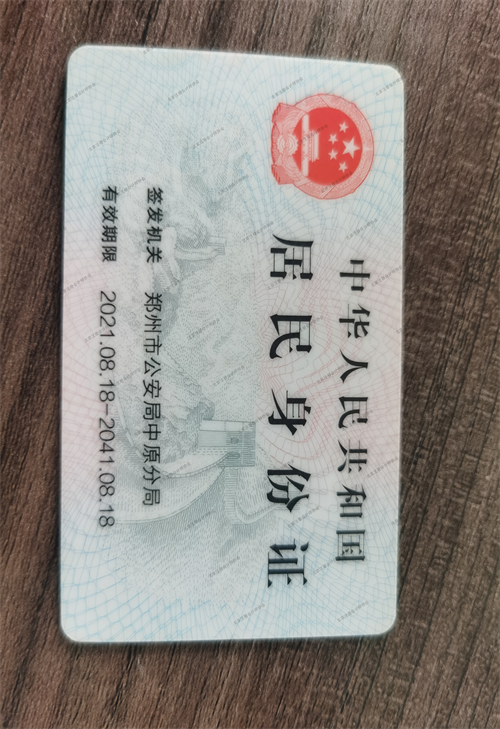 中华人民共和国
居民身份证
签发机关 郑州市公安局中原分局
有效期限 2021.08.18-2041.08.18